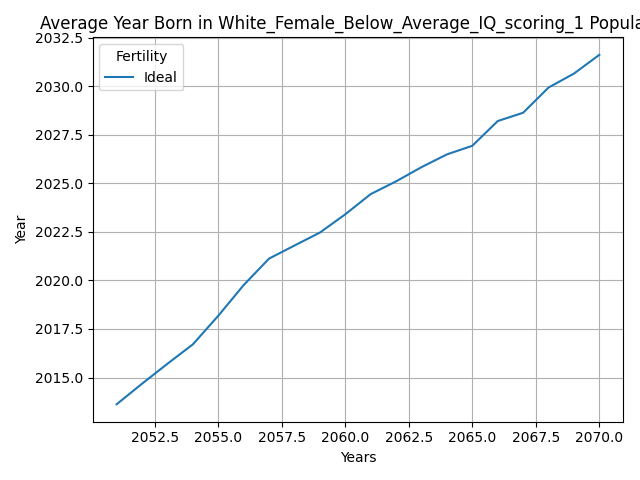 Average Year Born in White_Female_Below_Average_IQ_scoring_1 Popula
2032.5
2030.0
2027.5
2025.0
2022.5
2020.0
2017.5
2015.0
Year
Fertility
Ideal
2052.5 2055.0 2057.5 2060.0 2062.5 2065.0 2067.5 2070.0
Years